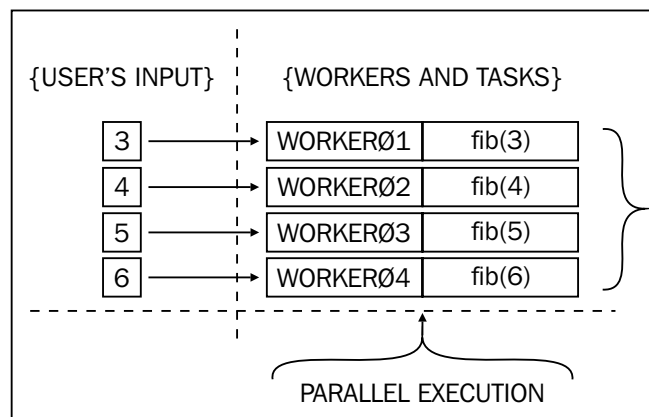 {USER'S INPUT} {WORKERS AND TASKS}
3 WORKERØ1 fib(3)
4 WORKERØ2 fib(4)
5 WORKERØ3 fib(5)
6 WORKERØ4 fib(6)
PARALLEL EXECUTION